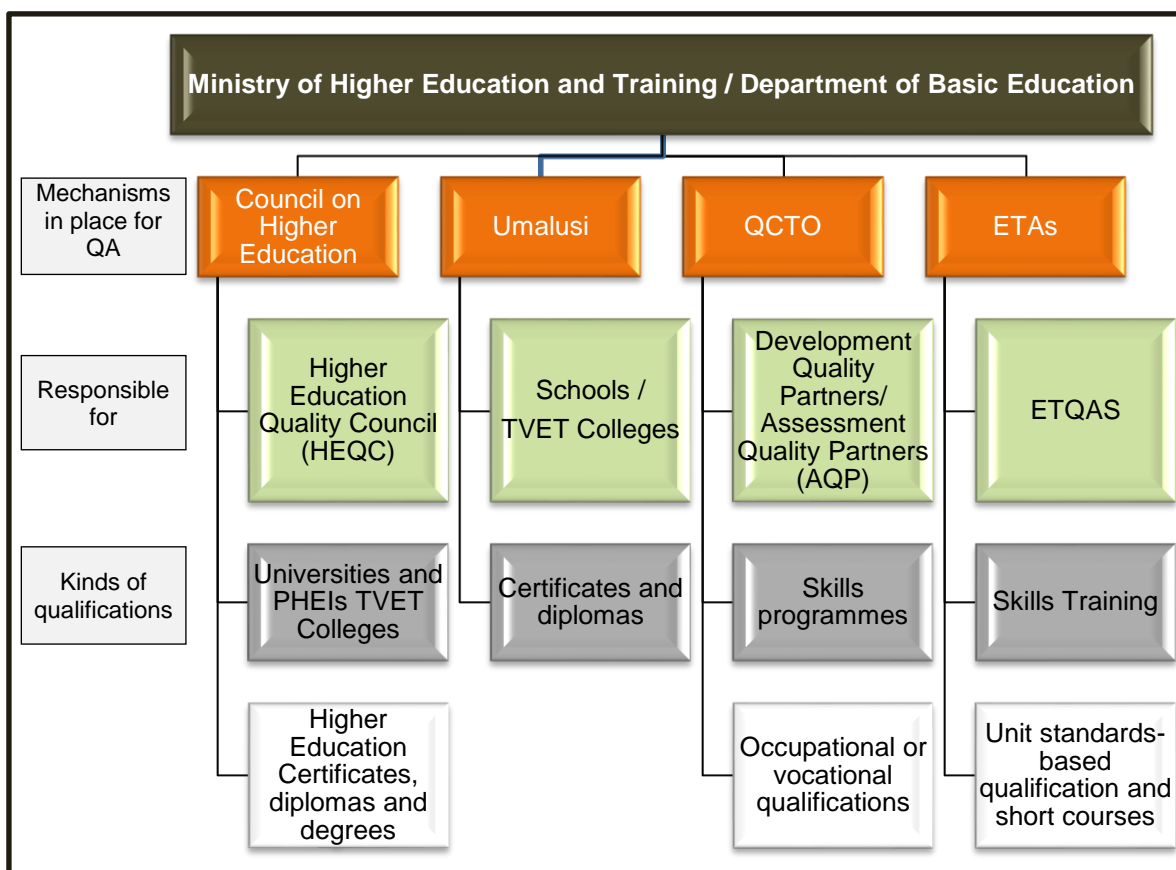 Ministry of Higher Education and Training / Department of Basic Education
Mechanisms
in place for
QA
Council on
Higher
Education
Umalusi
QCTO
ETAs
Responsible
for
Higher
Education
Quality Council
(HEQC)
Schools /
TVET Colleges
Development
Quality
Partners/
Assessment
Quality Partners
(AQP)
ETQAS
Kinds of
qualifications
Universities and
PHEIs TVET
Colleges
Certificates and
diplomas
Skills
programmes
Skills Training
Higher
Education
Certificates,
diplomas and
degrees
Occupational or
vocational
qualifications
Unit standards-
based
qualification and
short courses